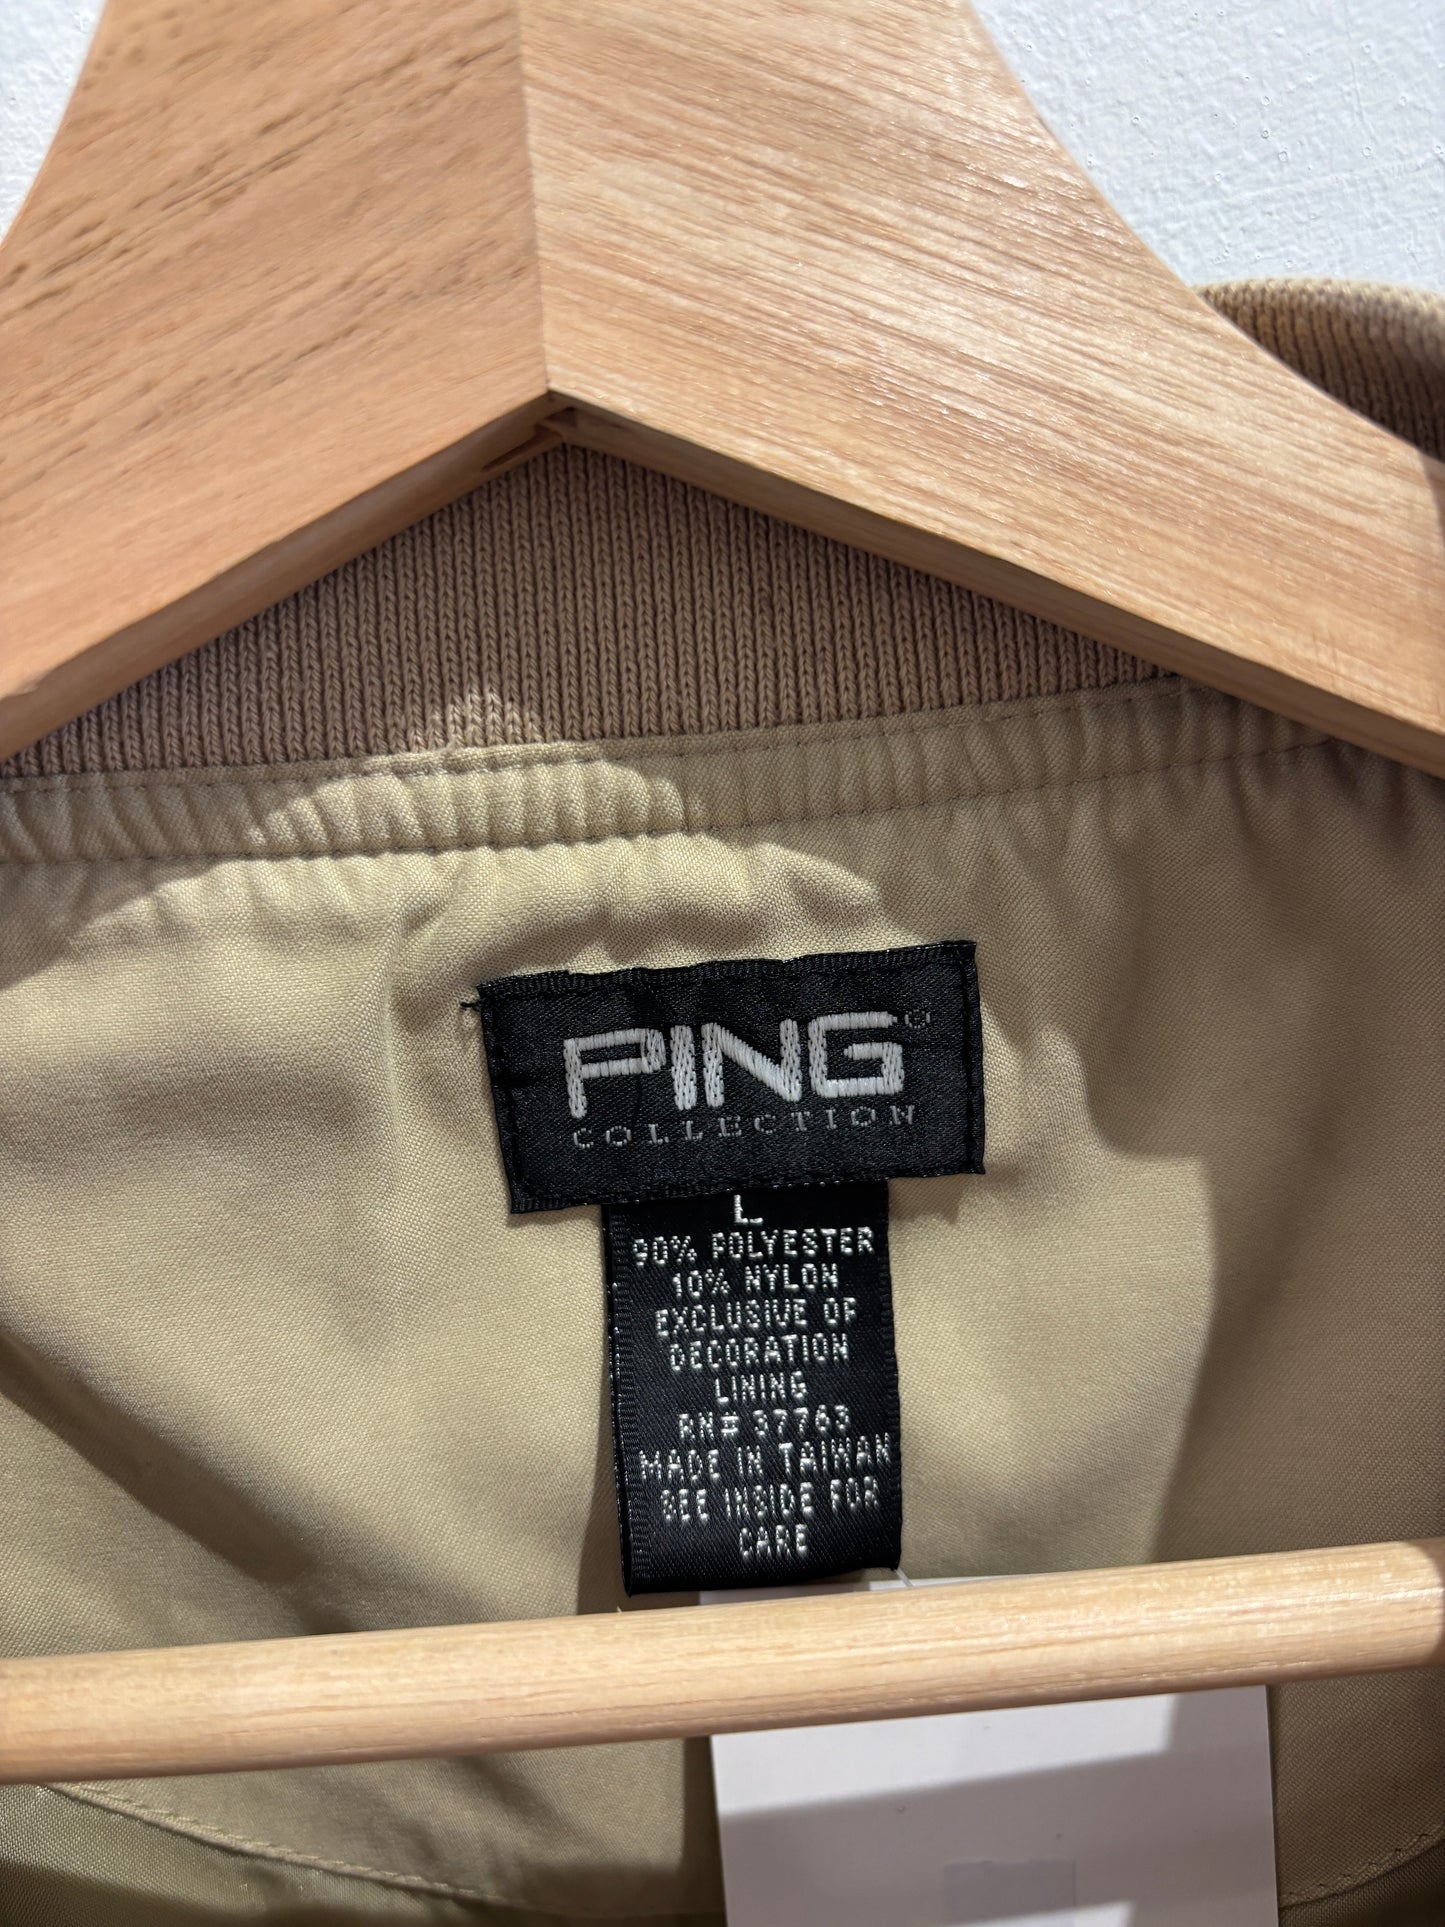 PING®
COLLECTION
L
90% POLYESTER
10% NYLON
EXCLUSIVE OF
DECORATION
LINING
RN# 37763
MADE IN TAIWAN
SEE INSIDE FOR
CARE